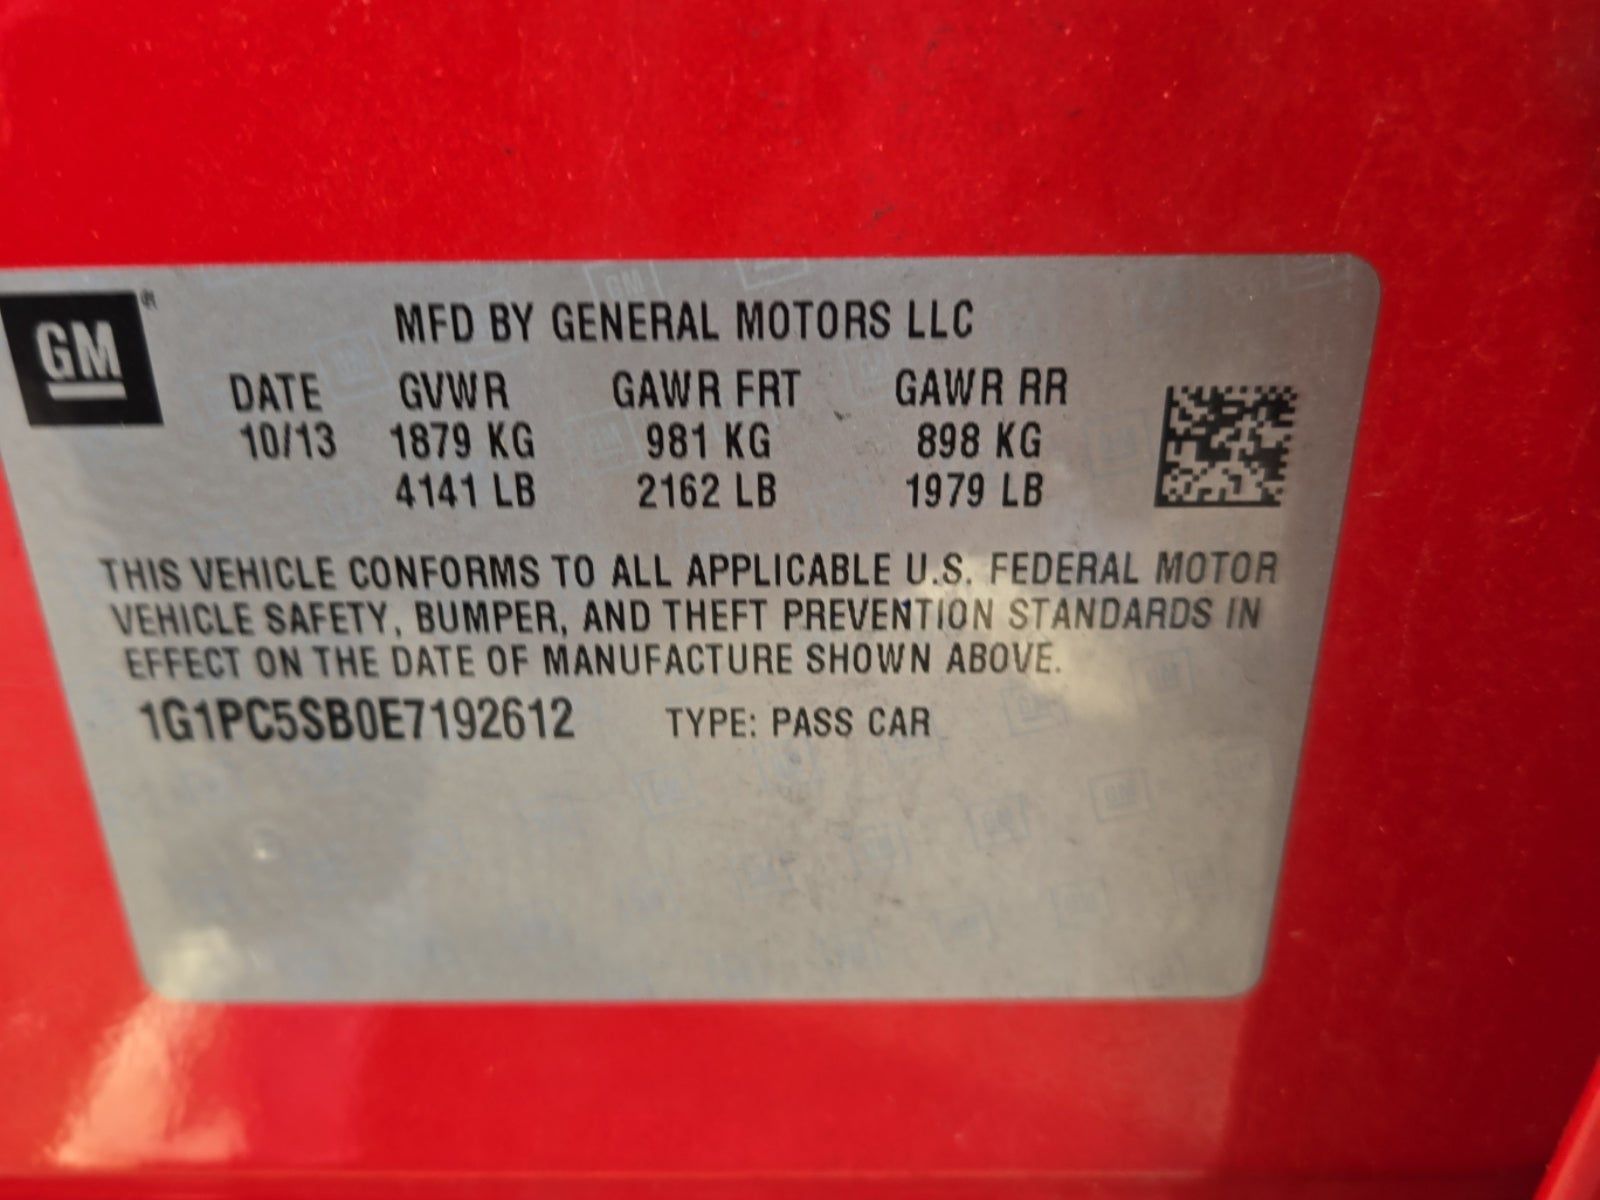 GM
MFD BY GENERAL MOTORS LLC
DATE GVWR GAWR FRT GAWR RR
10/13 1879 KG 981 KG 898 KG
4141 LB 2162 LB 1979 LB
THIS VEHICLE CONFORMS TO ALL APPLICABLE U.S. FEDERAL MOTOR
VEHICLE SAFETY, BUMPER, AND THEFT PREVENTION STANDARDS IN
EFFECT ON THE DATE OF MANUFACTURE SHOWN ABOVE.
1G1PC5SB0E7192612 TYPE: PASS CAR